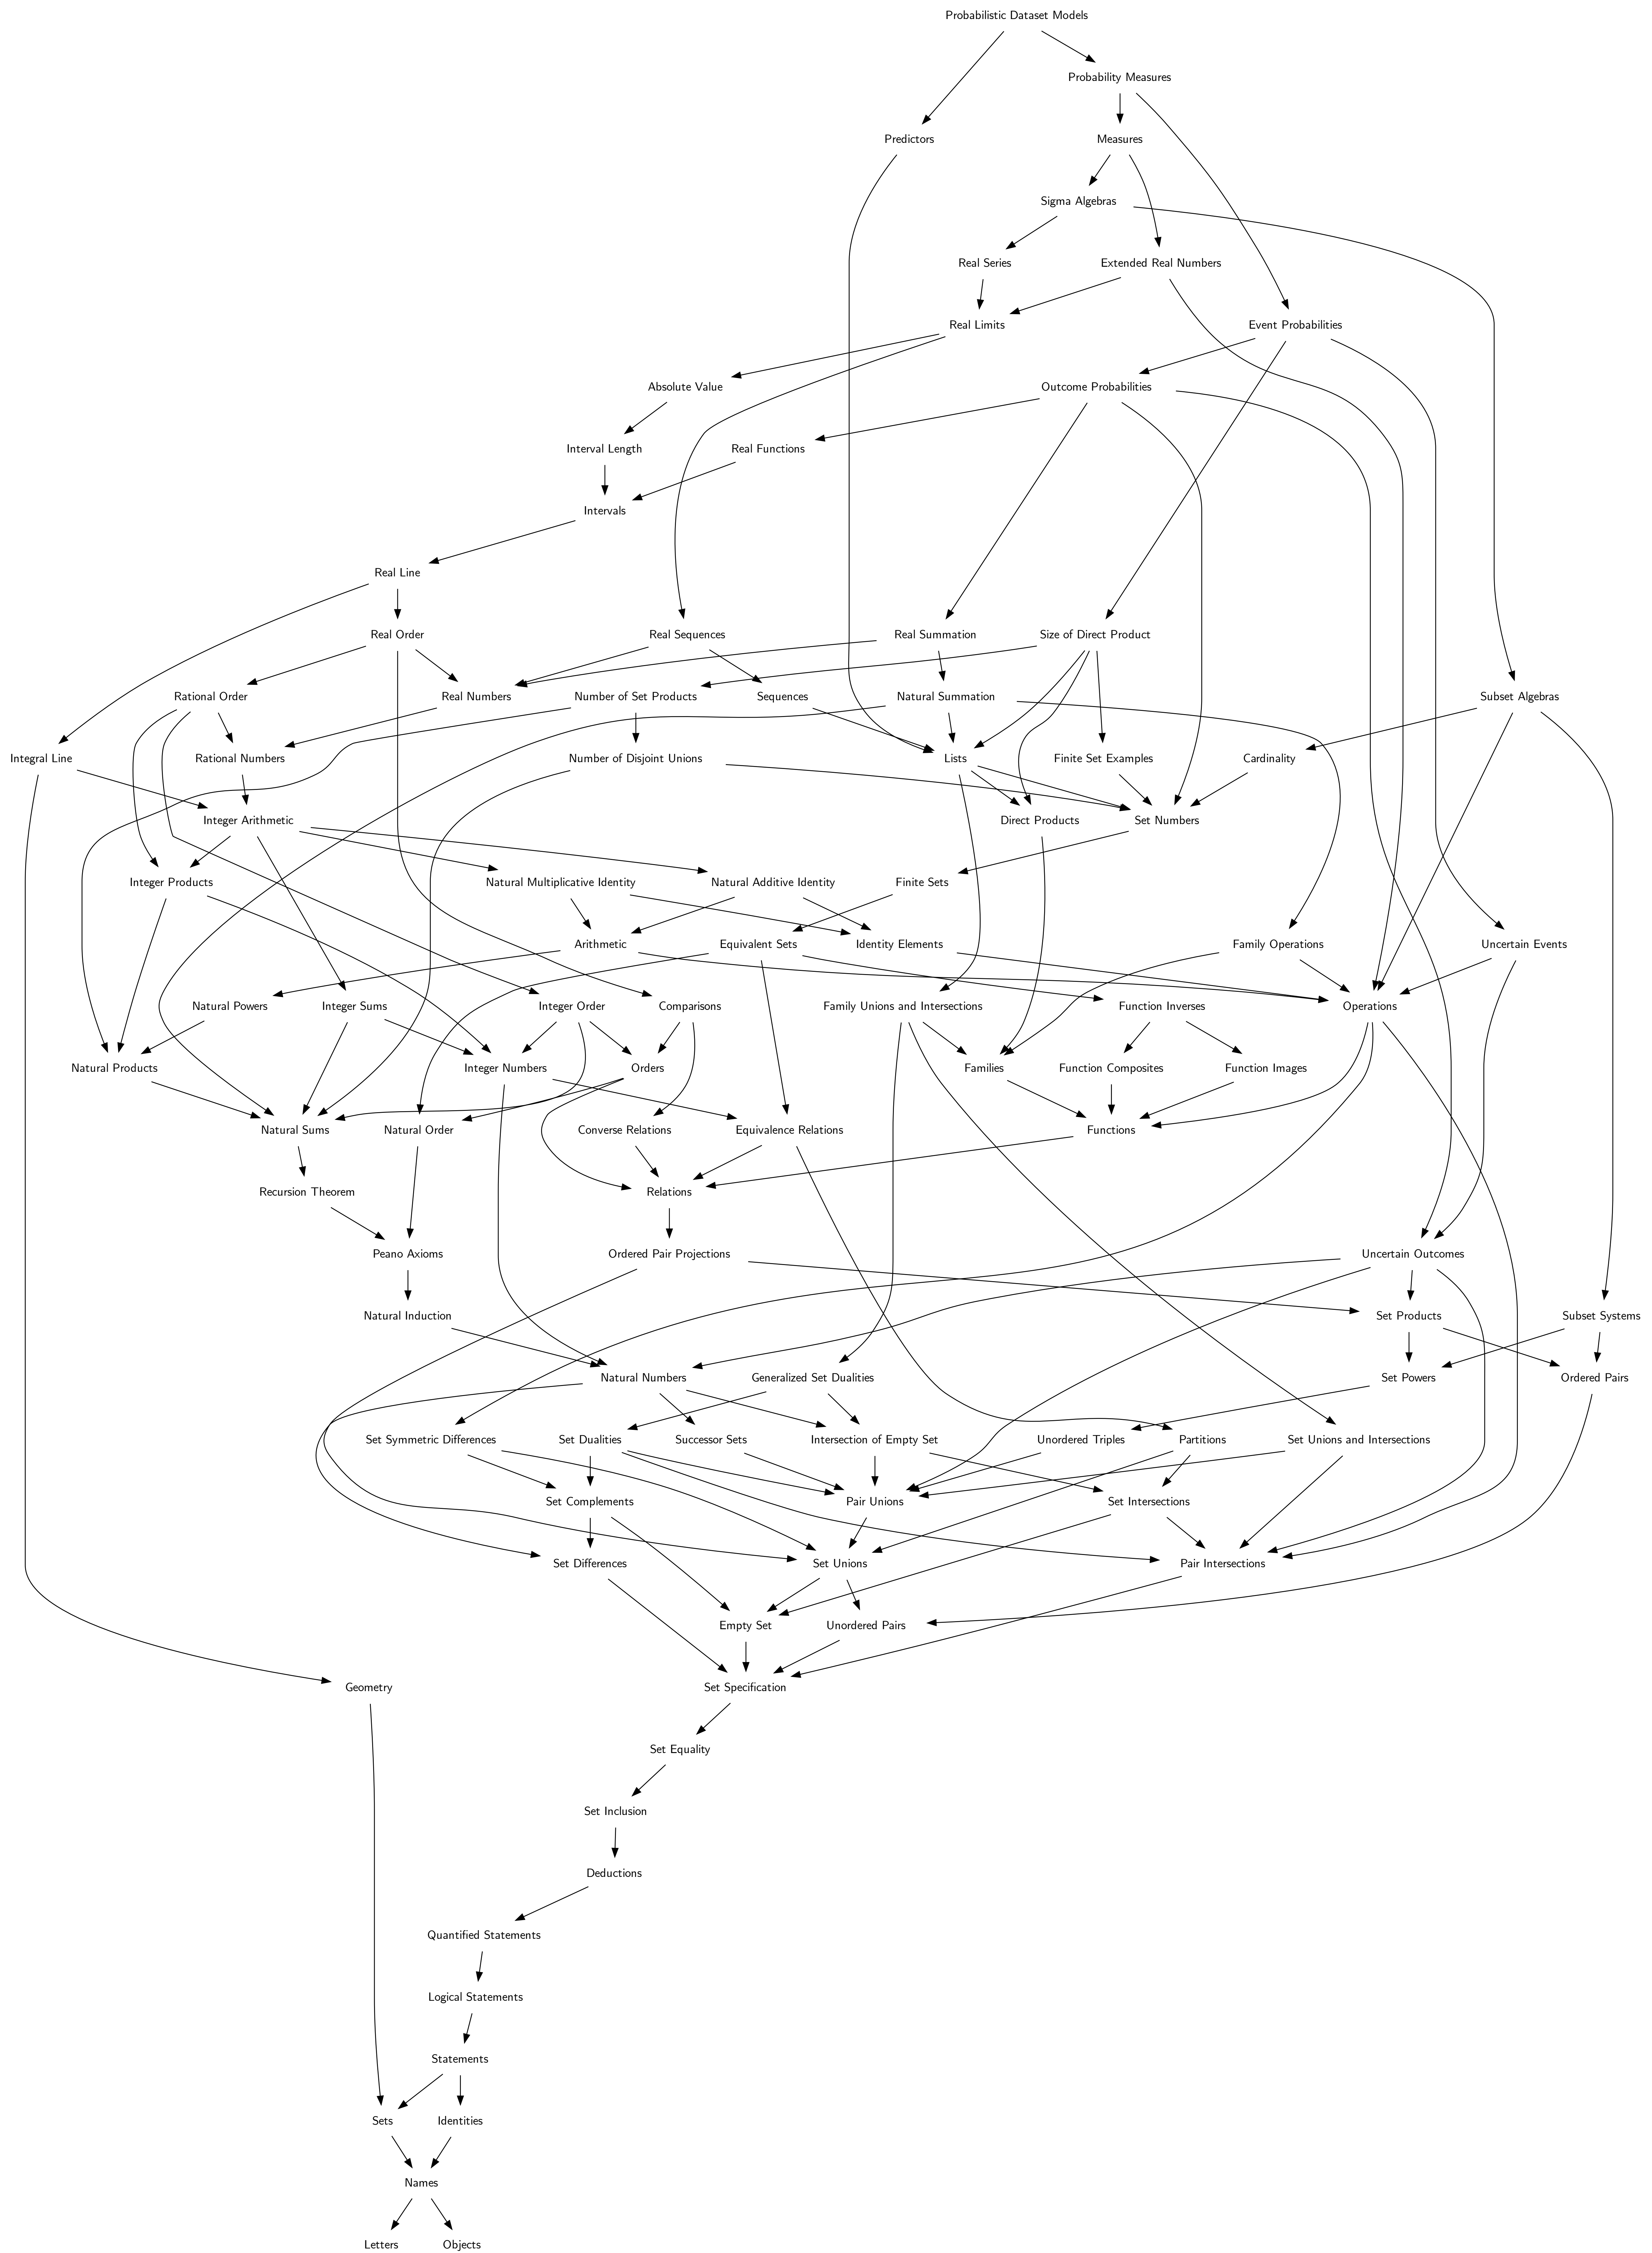 Probabilistic Dataset Models
Probability Measures
Predictors
Measures
Sigma Algebras
Real Series
Extended Real Numbers
Real Limits
Event Probabilities
Absolute Value
Outcome Probabilities
Interval Length
Real Functions
Intervals
Real Line
Real Order
Real Sequences
Real Summation
Size of Direct Product
Rational Order
Real Numbers
Number of Set Products
Sequences
Natural Summation
Subset Algebras
Integral Line
Rational Numbers
Number of Disjoint Unions
Lists
Finite Set Examples
Cardinality
Integer Arithmetic
Direct Products
Set Numbers
Integer Products
Natural Multiplicative Identity
Natural Additive Identity
Finite Sets
Arithmetic
Equivalent Sets
Identity Elements
Family Operations
Uncertain Events
Natural Powers
Integer Sums
Integer Order
Comparisons
Family Unions and Intersections
Function Inverses
Operations
Natural Products
Integer Numbers
Orders
Families
Function Composites
Function Images
Natural Sums
Natural Order
Converse Relations
Equivalence Relations
Functions
Recursion Theorem
Relations
Peano Axioms
Ordered Pair Projections
Uncertain Outcomes
Natural Induction
Set Products
Subset Systems
Natural Numbers
Generalized Set Dualities
Set Powers
Ordered Pairs
Set Symmetric Differences
Set Dualities
Successor Sets
Intersection of Empty Set
Unordered Triples
Partitions
Set Unions and Intersections
Set Complements
Pair Unions
Set Intersections
Set Differences
Set Unions
Pair Intersections
Empty Set
Unordered Pairs
Geometry
Set Specification
Set Equality
Set Inclusion
Deductions
Quantified Statements
Logical Statements
Statements
Sets
Identities
Names
Letters
Objects